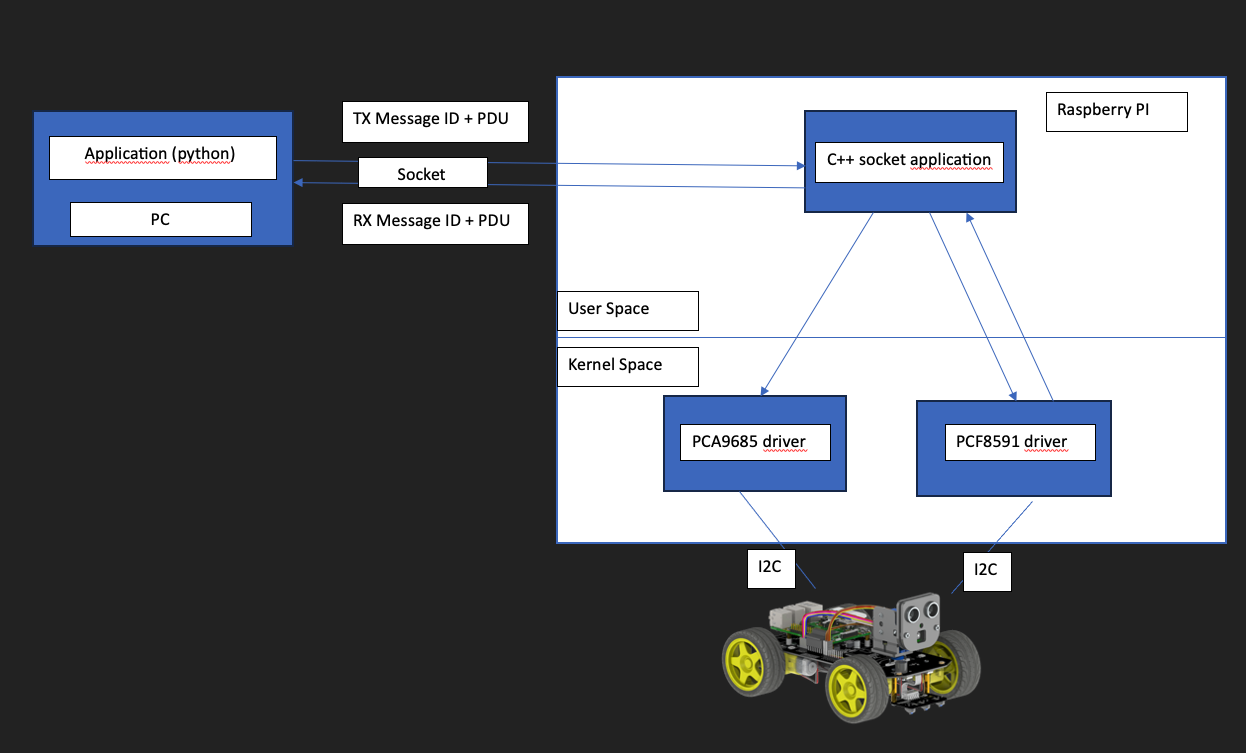 TX Message ID + PDU
Raspberry PI
Application (python)
C++ socket application
Socket
PC
RX Message ID + PDU
User Space
Kernel Space
PCA9685 driver
PCF8591 driver
I2C
I2C